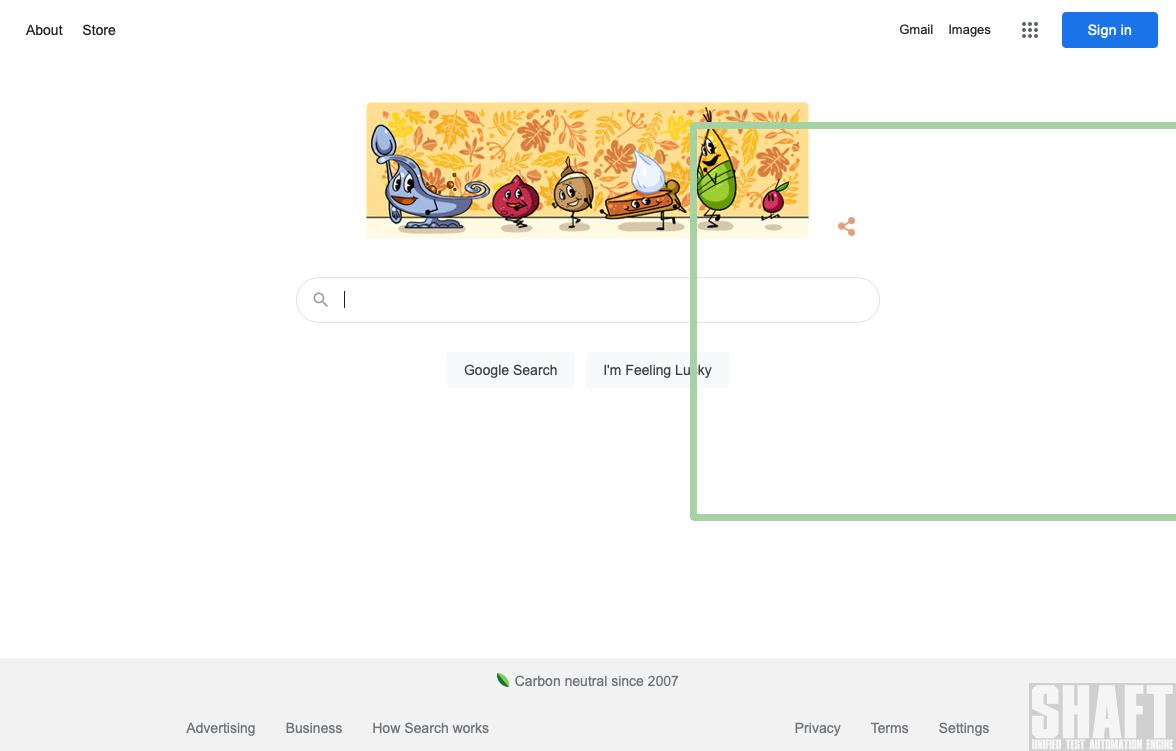 About Store
Gmail Images Sign in
Google Search I'm Feeling Lucky
Carbon neutral since 2007
Advertising Business How Search works
Privacy Terms Settings
SHAFT
UNIFIED TEST AUTOMATION ENGINE